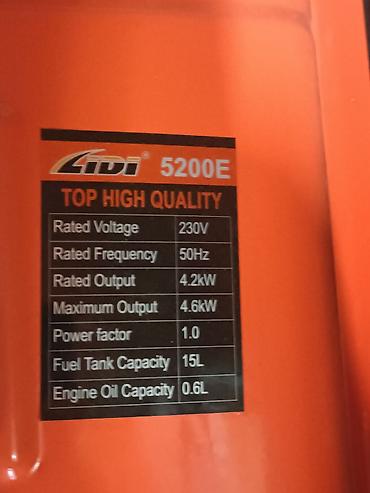 LIDI® 5200E
TOP HIGH QUALITY
Rated Voltage 230V
Rated Frequency 50Hz
Rated Output 4.2kW
Maximum Output 4.6kW
Power factor 1.0
Fuel Tank Capacity 15L
Engine Oil Capacity 0.6L